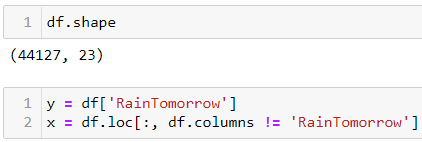 1 df.shape
(44127, 23)
1 y = df['RainTomorrow']
2 x = df.loc[:, df.columns != 'RainTomorrow']